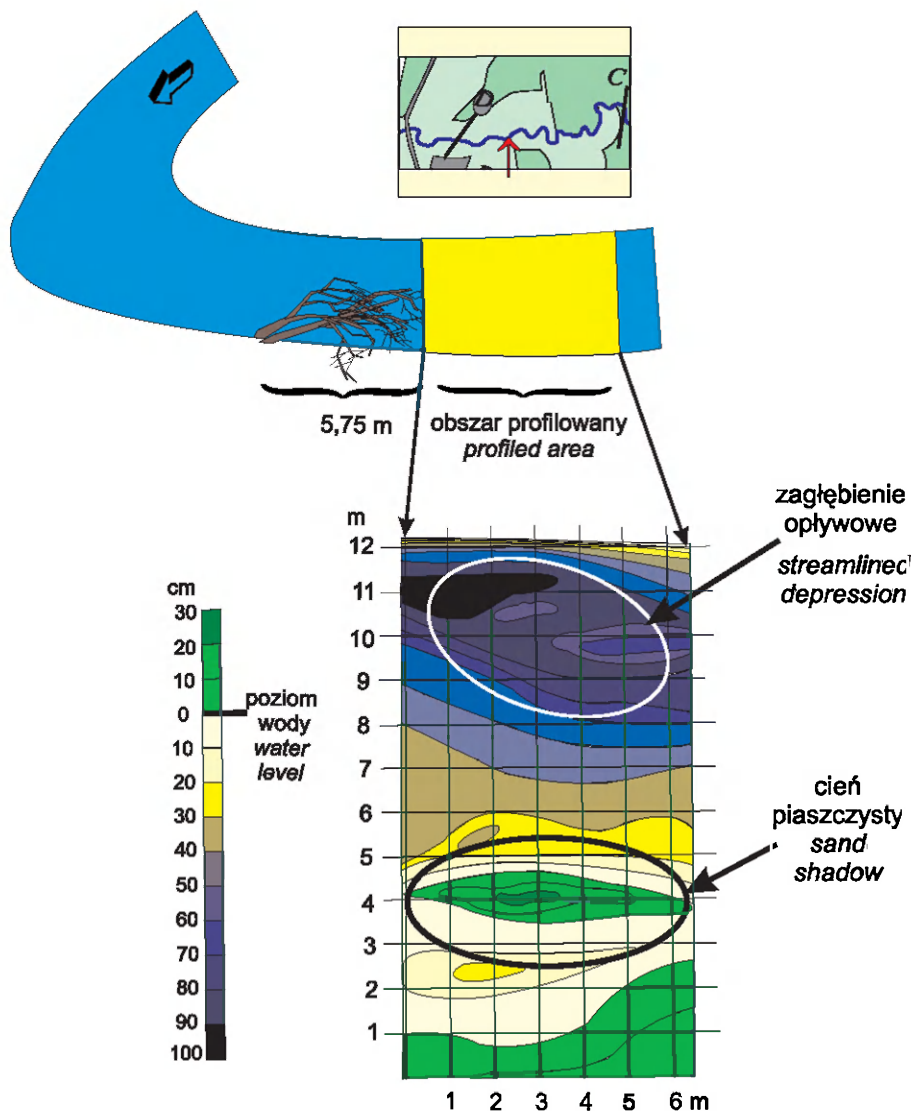 C
5,75 m
obszar profilowany
profiled area
zagłębienie
opływowe
streamlined
depression
m
12
11
10
9
8
7
6
5
4
3
2
1
cm
30
20
10
0
10
20
30
40
50
60
70
80
90
100
poziom
wody
water
level
cień
piaszczysty
sand
shadow
1 2 3 4 5 6 m